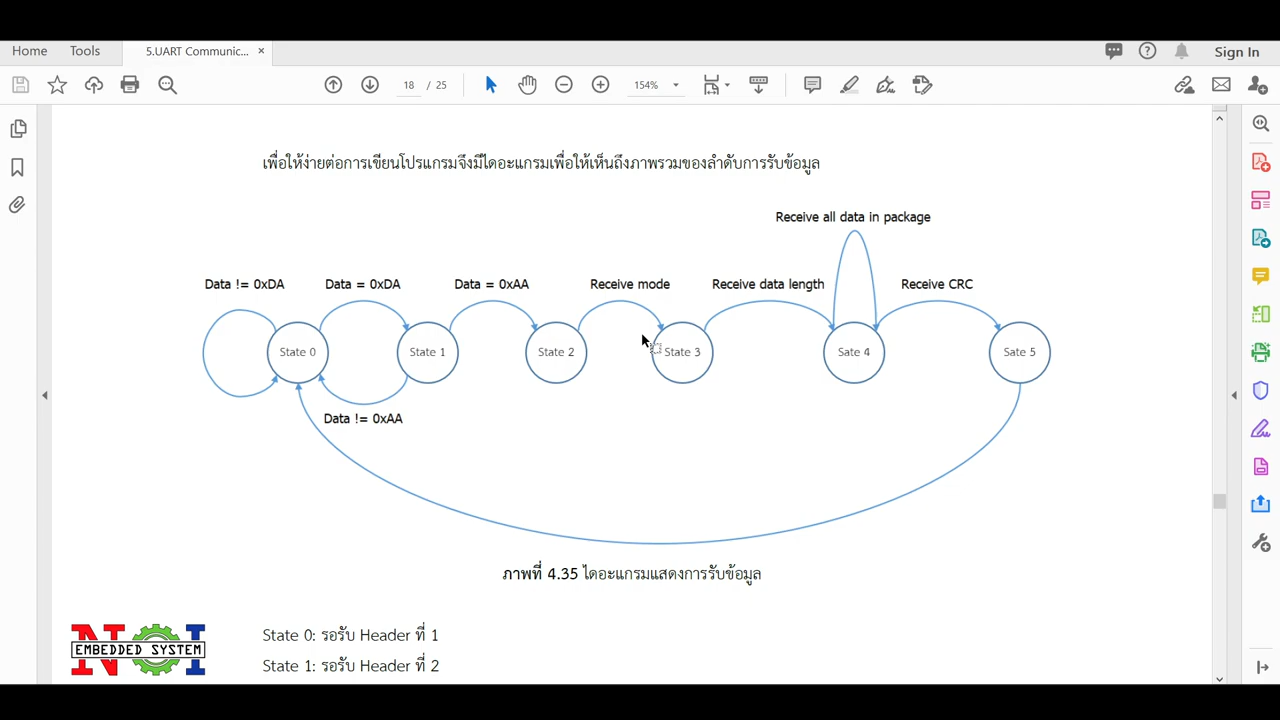 Home Tools 5.UART Communic... × Sign In
18 / 25 154%
เพื่อให้ง่ายต่อการเขียนโปรแกรมจึงมีไดอะแกรมเพื่อให้เห็นถึงภาพรวมของลำดับการรับข้อมูล
Receive all data in package
Data != 0xDA Data = 0xDA Data = 0xAA Receive mode Receive data length Receive CRC
State 0 State 1 State 2 State 3 Sate 4 Sate 5
Data != 0xAA
ภาพที่ 4.35 ไดอะแกรมแสดงการรับข้อมูล
N I
EMBEDDED SYSTEM
State 0: รอรับ Header ที่ 1
State 1: รอรับ Header ที่ 2